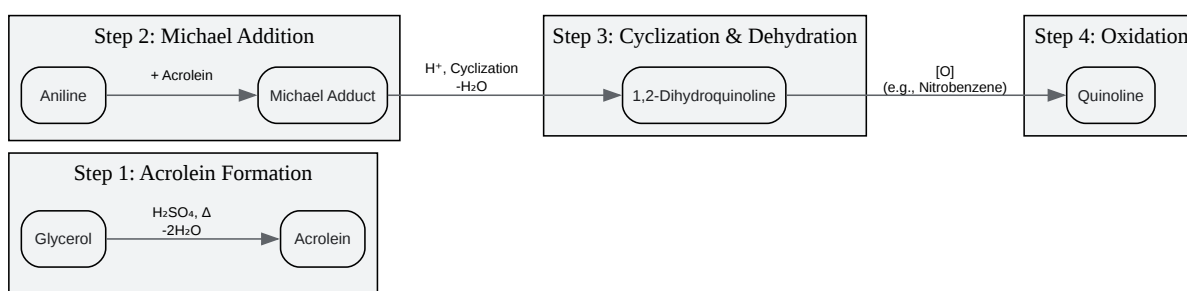 Step 2: Michael Addition
Aniline
+ Acrolein
Michael Adduct
H⁺, Cyclization
-H₂O
Step 3: Cyclization & Dehydration
1,2-Dihydroquinoline
[O]
(e.g., Nitrobenzene)
Step 4: Oxidation
Quinoline
Step 1: Acrolein Formation
Glycerol
H₂SO₄, Δ
-2H₂O
Acrolein